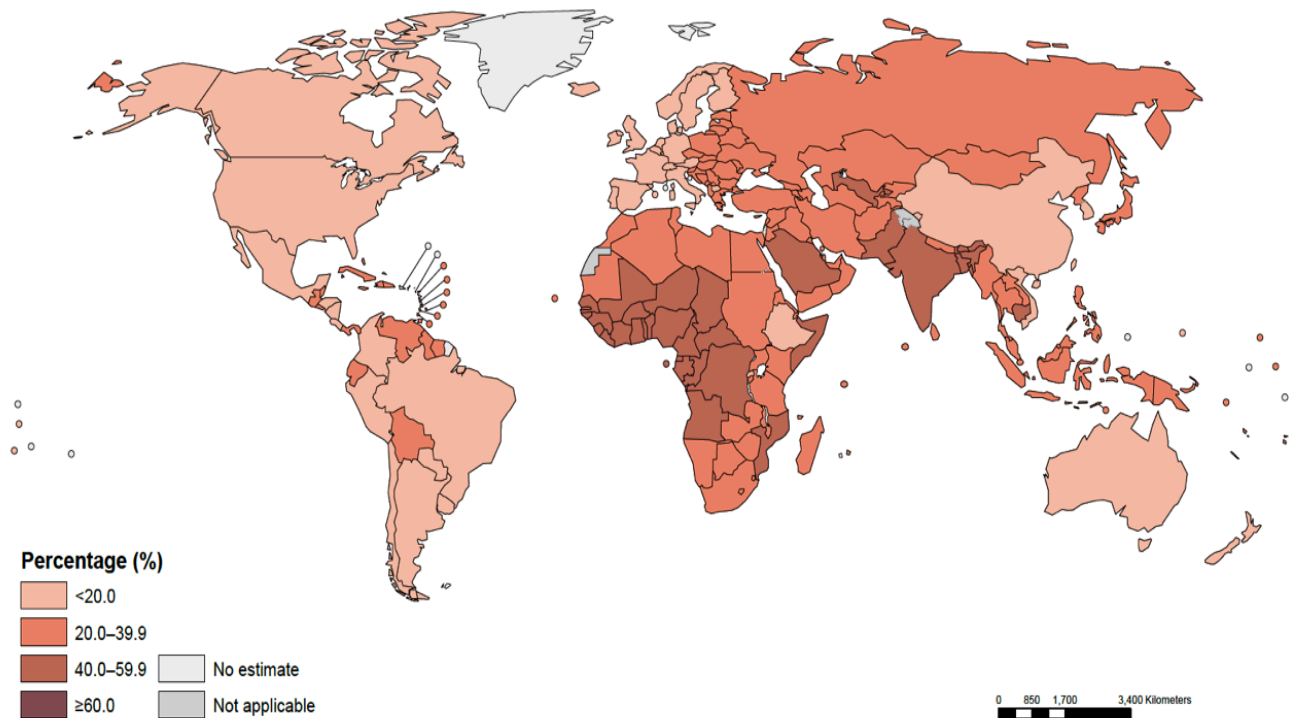 Percentage (%)
<20.0
20.0–39.9
40.0–59.9
≥60.0
No estimate
Not applicable
0 850 1,700 3,400 Kilometers